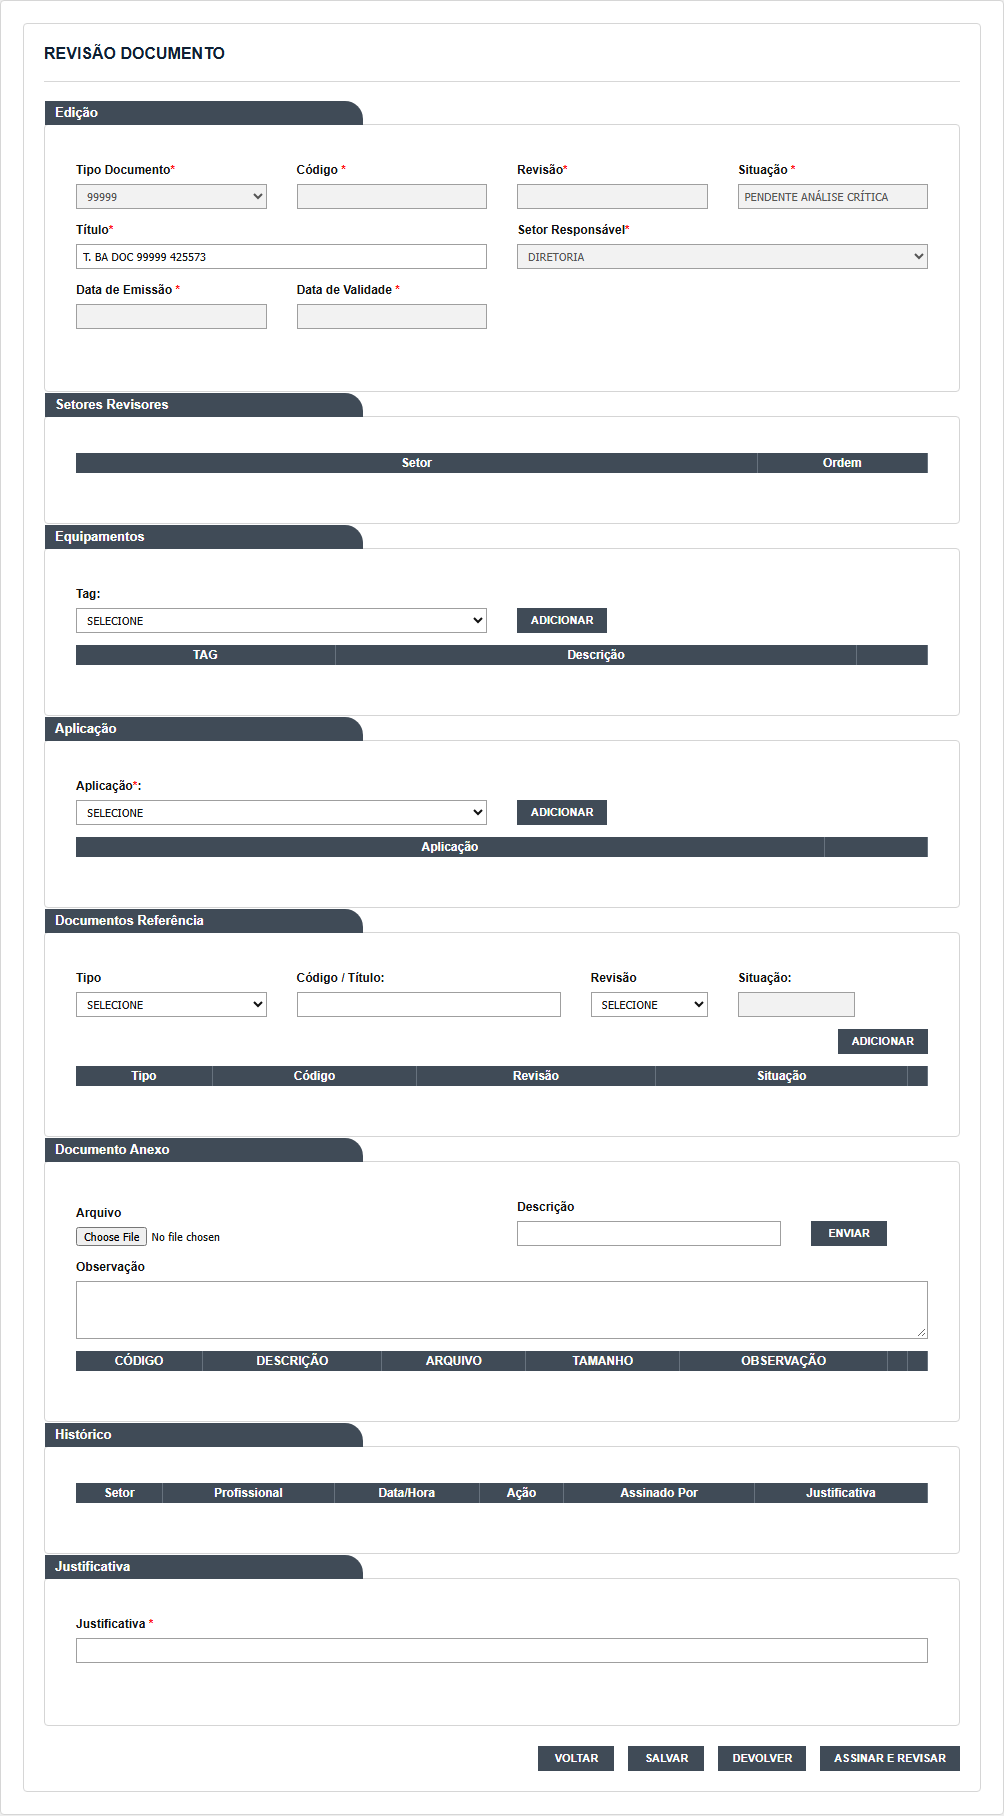 REVISÃO DOCUMENTO
Edição
Tipo Documento* Código * Revisão* Situação *
99999 PENDENTE ANÁLISE CRÍTICA
Título* Setor Responsável*
T. BA DOC 99999 425573 DIRETORIA
Data de Emissão * Data de Validade *
Setores Revisores
Setor Ordem
Equipamentos
Tag:
SELECIONE ADICIONAR
TAG Descrição
Aplicação
Aplicação*:
SELECIONE ADICIONAR
Aplicação
Documentos Referência
Tipo Código / Título: Revisão Situação:
SELECIONE SELECIONE
ADICIONAR
Tipo Código Revisão Situação
Documento Anexo
Arquivo Descrição
Choose File No file chosen ENVIAR
Observação
CÓDIGO DESCRIÇÃO ARQUIVO TAMANHO OBSERVAÇÃO
Histórico
Setor Profissional Data/Hora Ação Assinado Por Justificativa
Justificativa
Justificativa *
VOLTAR SALVAR DEVOLVER ASSINAR E REVISAR